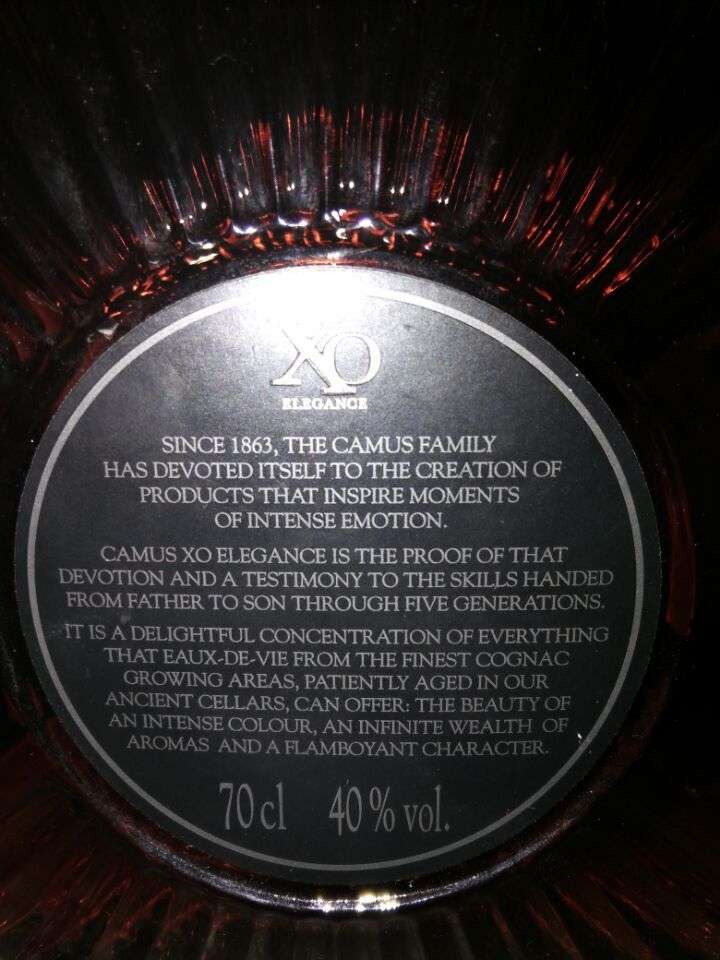 XO
ELEGANCE
SINCE 1863, THE CAMUS FAMILY
HAS DEVOTED ITSELF TO THE CREATION OF
PRODUCTS THAT INSPIRE MOMENTS
OF INTENSE EMOTION.
CAMUS XO ELEGANCE IS THE PROOF OF THAT
DEVOTION AND A TESTIMONY TO THE SKILLS HANDED
FROM FATHER TO SON THROUGH FIVE GENERATIONS.
IT IS A DELIGHTFUL CONCENTRATION OF EVERYTHING
THAT EAUX-DE-VIE FROM THE FINEST COGNAC
GROWING AREAS, PATIENTLY AGED IN OUR
ANCIENT CELLARS, CAN OFFER: THE BEAUTY OF
AN INTENSE COLOUR, AN INFINITE WEALTH OF
AROMAS AND A FLAMBOYANT CHARACTER.
70 cl 40 % vol.